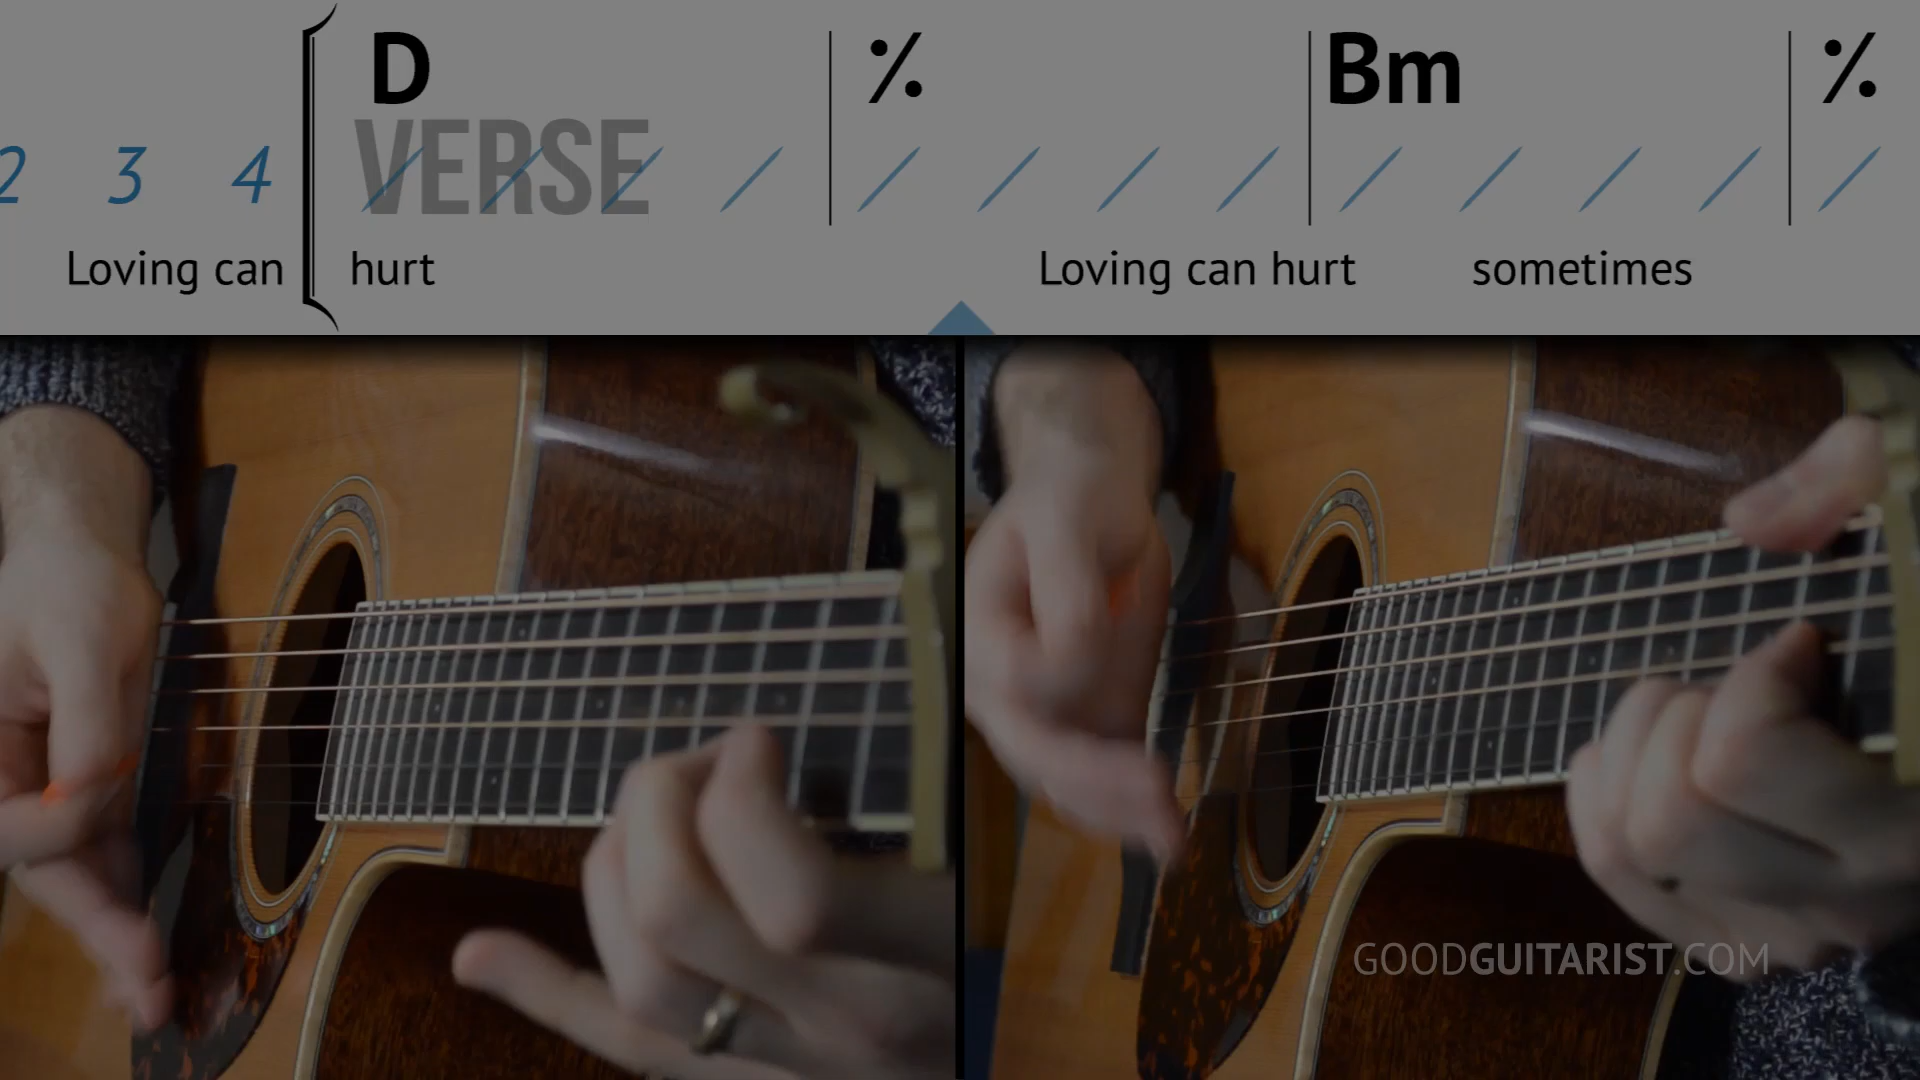 D % Bm %
VERSE
2 3 4
Loving can hurt Loving can hurt sometimes
GOODGUITARIST.COM